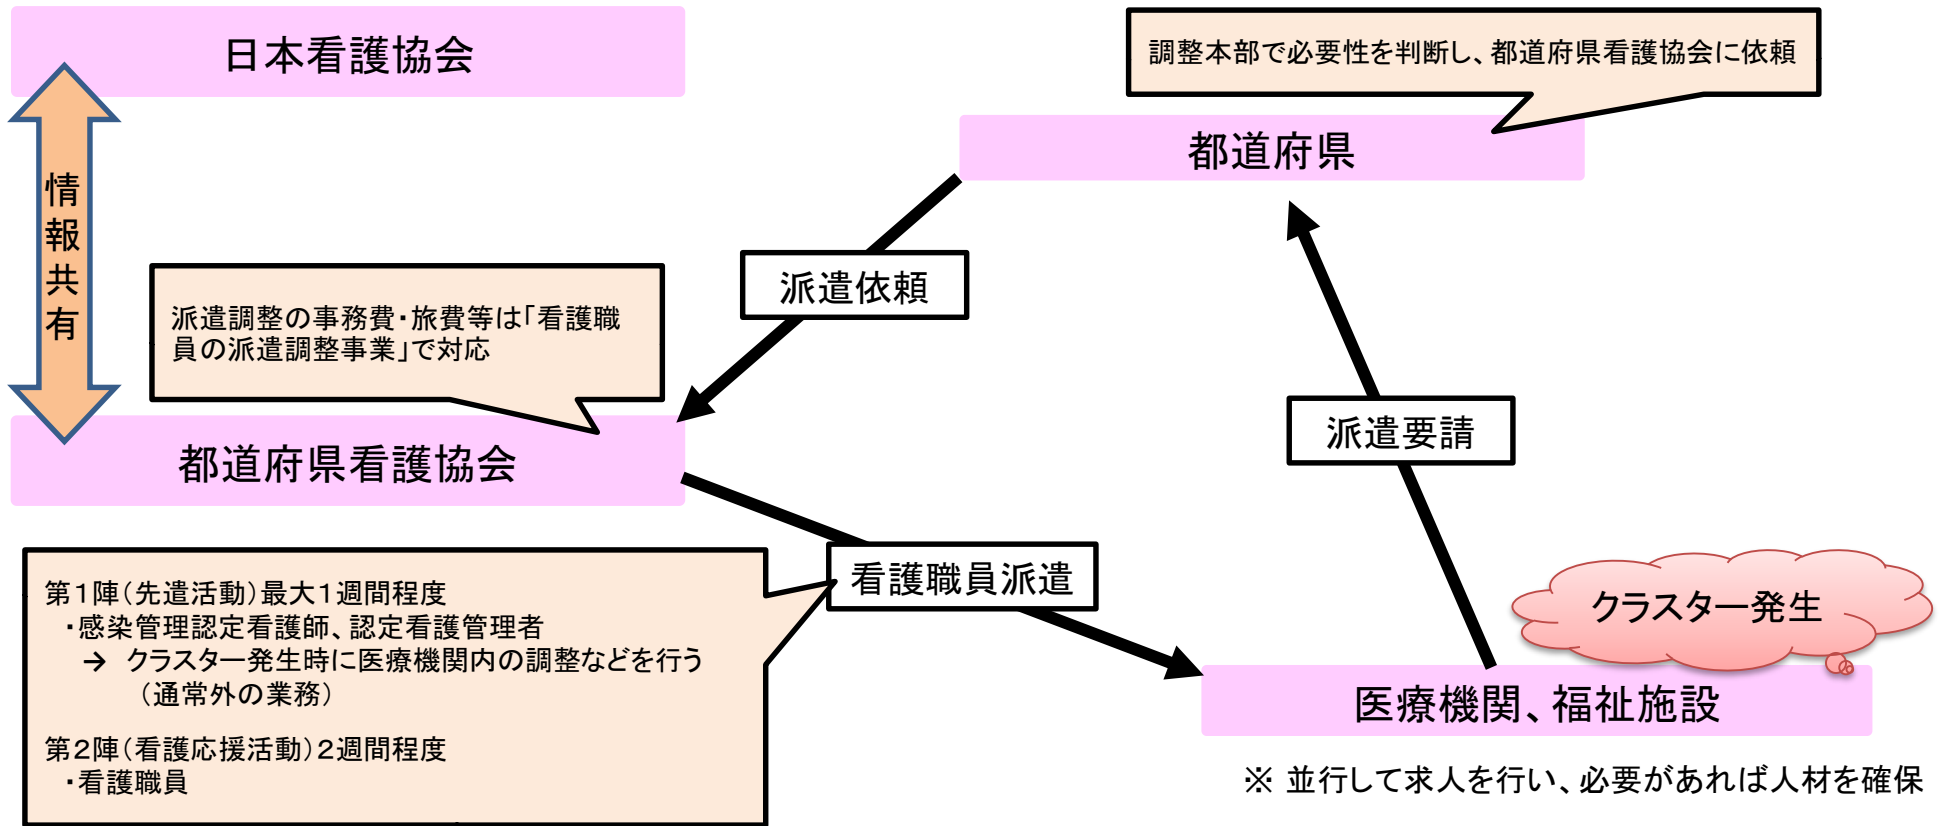 日本看護協会
調整本部で必要性を判断し、都道府県看護協会に依頼
都道府県
情報共有
派遣依頼
派遣調整の事務費・旅費等は「看護職
員の派遣調整事業」で対応
派遣要請
都道府県看護協会
看護職員派遣
第１陣（先遣活動）最大１週間程度
・感染管理認定看護師、認定看護管理者
→ クラスター発生時に医療機関内の調整などを行う
（通常外の業務）
第２陣（看護応援活動）２週間程度
・看護職員
クラスター発生
医療機関、福祉施設
※ 並行して求人を行い、必要があれば人材を確保